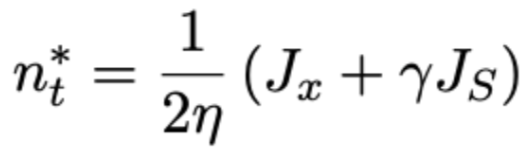 n_t^* = \frac{1}{2\eta} (J_x + \gamma J_S)